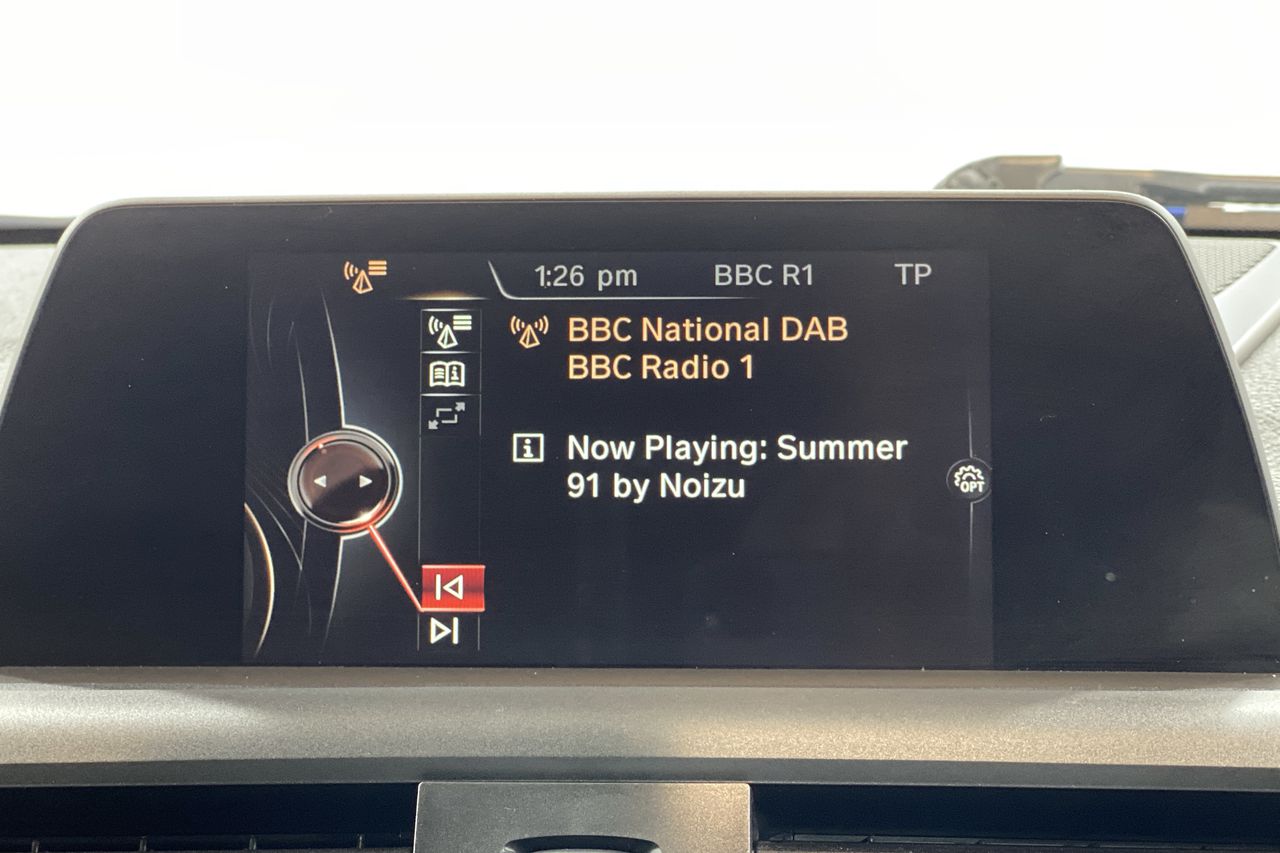 1:26 pm BBC R1 TP
BBC National DAB
BBC Radio 1
Now Playing: Summer
91 by Noizu
OPT